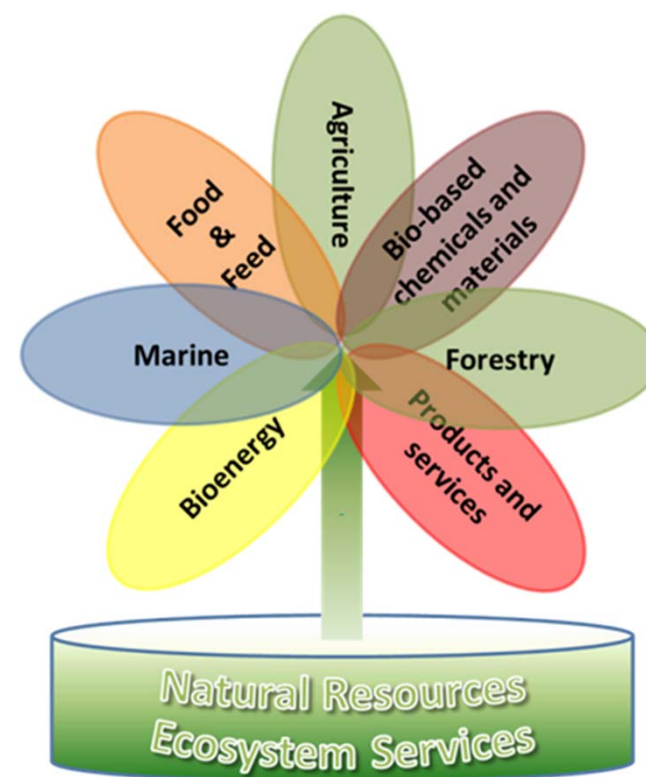 Agriculture
Food
&
Feed
Bio-based
chemicals and
materials
Marine
Forestry
Bioenergy
Products and
services
Natural Resources
Ecosystem Services